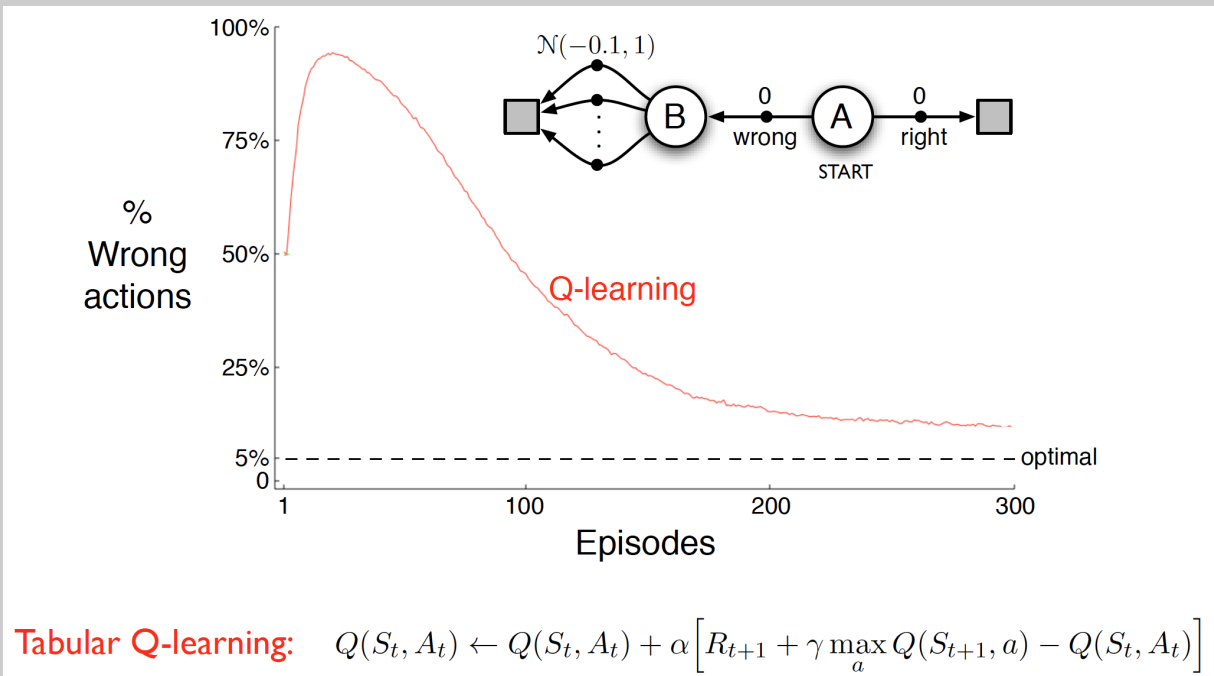 100%
75%
50%
25%
5%
0
% 
Wrong
actions
𝒩(−0.1, 1)
B
0
wrong
A
START
0
right
Q-learning
optimal
1
100
200
300
Episodes
Tabular Q-learning: Q(S_t, A_t) ← Q(S_t, A_t) + α[R_{t+1} + γ max_a Q(S_{t+1}, a) − Q(S_t, A_t)]